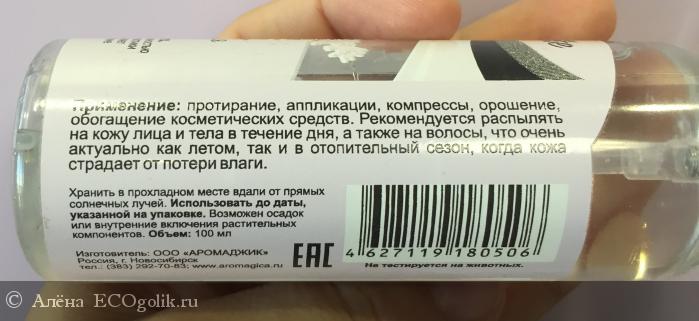 Применение: протирание, аппликации, компрессы, орошение,
обогащение косметических средств. Рекомендуется распылять
на кожу лица и тела в течение дня, а также на волосы, что очень
актуально как летом, так и в отопительный сезон, когда кожа
страдает от потери влаги.
Хранить в прохладном месте вдали от прямых
солнечных лучей. Использовать до даты,
указанной на упаковке. Возможен осадок
или внутренние включения растительных
компонентов. Объем: 100 мл
Изготовитель: ООО «АРОМАДЖИК»
Россия, г. Новосибирск
тел.: (383) 292-70-83; www.aromagica.ru
EAC
4 627119 180506
Не тестируется на животных.
© Алёна ECOgolik.ru